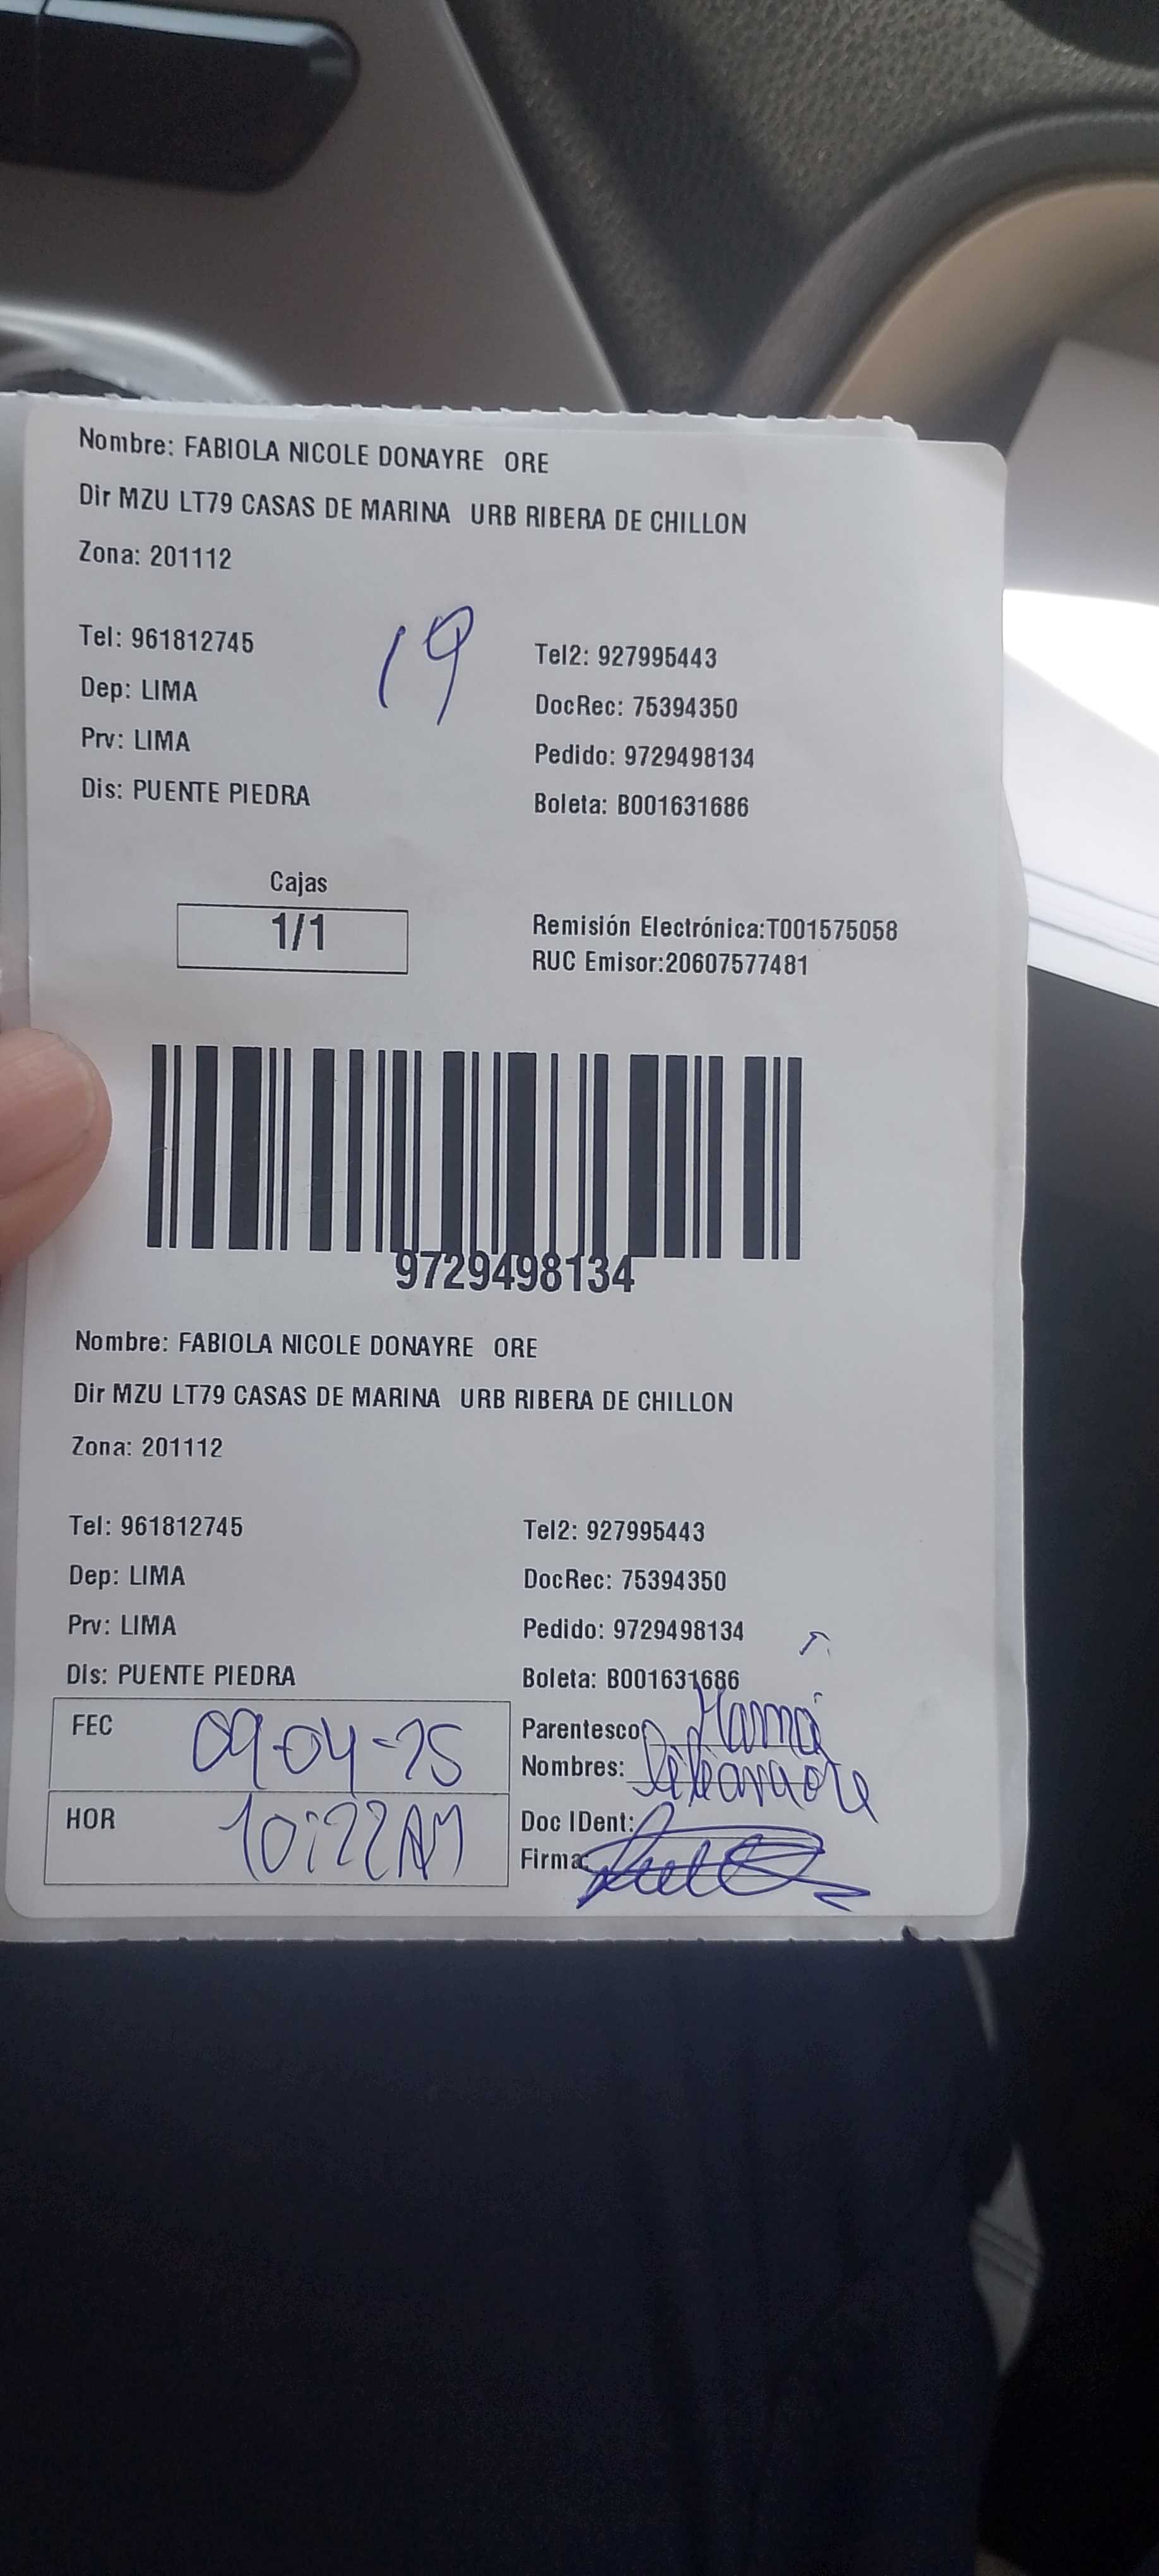 Nombre: FABIOLA NICOLE DONAYRE ORE
Dir MZU LT79 CASAS DE MARINA URB RIBERA DE CHILLON
Zona: 201112
19
Tel: 961812745 Tel2: 927995443
Dep: LIMA DocRec: 75394350
Prv: LIMA Pedido: 9729498134
Dis: PUENTE PIEDRA Boleta: B001631686
Cajas
1/1
Remisión Electrónica:T001575058
RUC Emisor:20607577481
9729498134
Nombre: FABIOLA NICOLE DONAYRE ORE
Dir MZU LT79 CASAS DE MARINA URB RIBERA DE CHILLON
Zona: 201112
Tel: 961812745 Tel2: 927995443
Dep: LIMA DocRec: 75394350
Prv: LIMA Pedido: 9729498134
Dis: PUENTE PIEDRA Boleta: B001631686
FEC 09-04-25 Parentesco Mamá
Nombres:
HOR 10:22AM Doc IDent:
Firma: